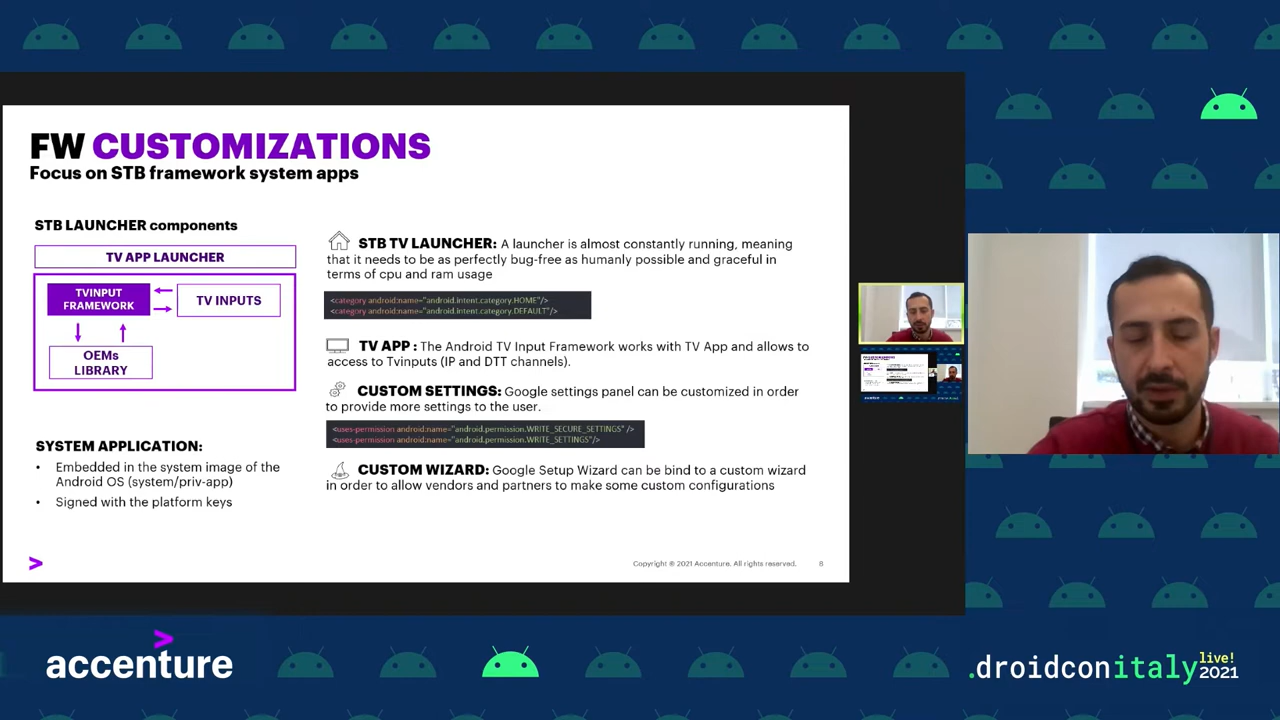 FW CUSTOMIZATIONS
Focus on STB framework system apps
STB LAUNCHER components
TV APP LAUNCHER
TVINPUT
FRAMEWORK
TV INPUTS
OEMs
LIBRARY
SYSTEM APPLICATION:
• Embedded in the system image of the
Android OS (system/priv-app)
• Signed with the platform keys
STB TV LAUNCHER: A launcher is almost constantly running, meaning
that it needs to be as perfectly bug-free as humanly possible and graceful in
terms of cpu and ram usage
<category android:name="android.intent.category.HOME"/>
<category android:name="android.intent.category.DEFAULT"/>
TV APP : The Android TV Input Framework works with TV App and allows to
access to Tvinputs (IP and DTT channels).
CUSTOM SETTINGS: Google settings panel can be customized in order
to provide more settings to the user.
<uses-permission android:name="android.permission.WRITE_SECURE_SETTINGS" />
<uses-permission android:name="android.permission.WRITE_SETTINGS"/>
CUSTOM WIZARD: Google Setup Wizard can be bind to a custom wizard
in order to allow vendors and partners to make some custom configurations
>
Copyright © 2021 Accenture. All rights reserved. 8
accenture
.droidconitaly live! 2021